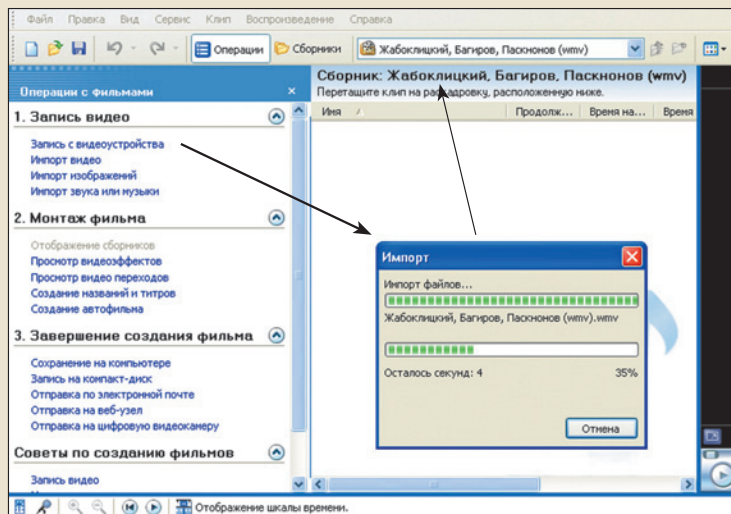 Файл Правка Вид Сервис Клип Воспроизведение Справка
Операции Сборники Жабоклицкий, Багиров, Паскнонов (wmv)
Операции с фильмами
1. Запись видео
Запись с видеоустройства
Импорт видео
Импорт изображений
Импорт звука или музыки
2. Монтаж фильма
Отображение сборников
Просмотр видеоэффектов
Просмотр видео переходов
Создание названий и титров
Создание автофильма
3. Завершение создания фильма
Сохранение на компьютере
Запись на компакт-диск
Отправка по электронной почте
Отправка на веб-узел
Отправка на цифровую видеокамеру
Советы по созданию фильмов
Запись видео
Сборник: Жабоклицкий, Багиров, Паскнонов (wmv)
Перетащите клип на раскадровку, расположенную ниже.
Имя Продолж... Время на... Время
Импорт
Импорт файлов...
Жабоклицкий, Багиров, Паскнонов (wmv).wmv
Осталось секунд: 4 35%
Отмена
Отображение шкалы времени.